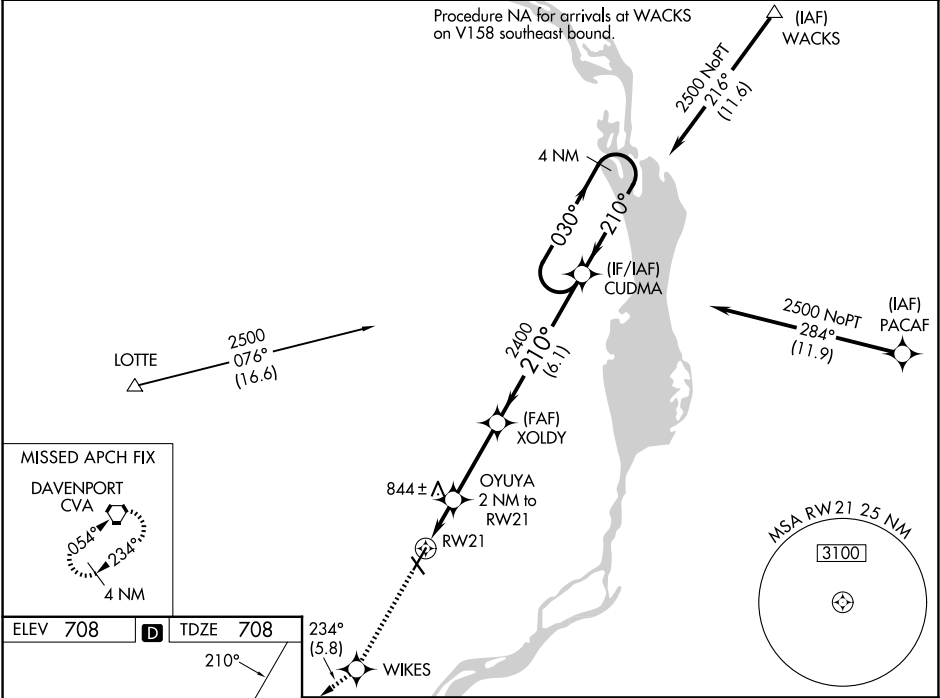 Procedure NA for arrivals at WACKS
on V158 southeast bound.
(IAF)
WACKS
2500 NoPT
216°
(11.6)
4 NM
030°
210°
(IF/IAF)
CUDMA
2500 NoPT
284°
(11.9)
(IAF)
PACAF
LOTTE
2500
076°
(16.6)
2400
210°
(6.1)
(FAF)
XOLDY
MISSED APCH FIX
DAVENPORT
CVA
054°
234°
4 NM
844 ±
OYUYA
2 NM to
RW21
RW21
MSA RW21 25 NM
3100
ELEV 708 D TDZE 708
210°
234°
(5.8)
WIKES